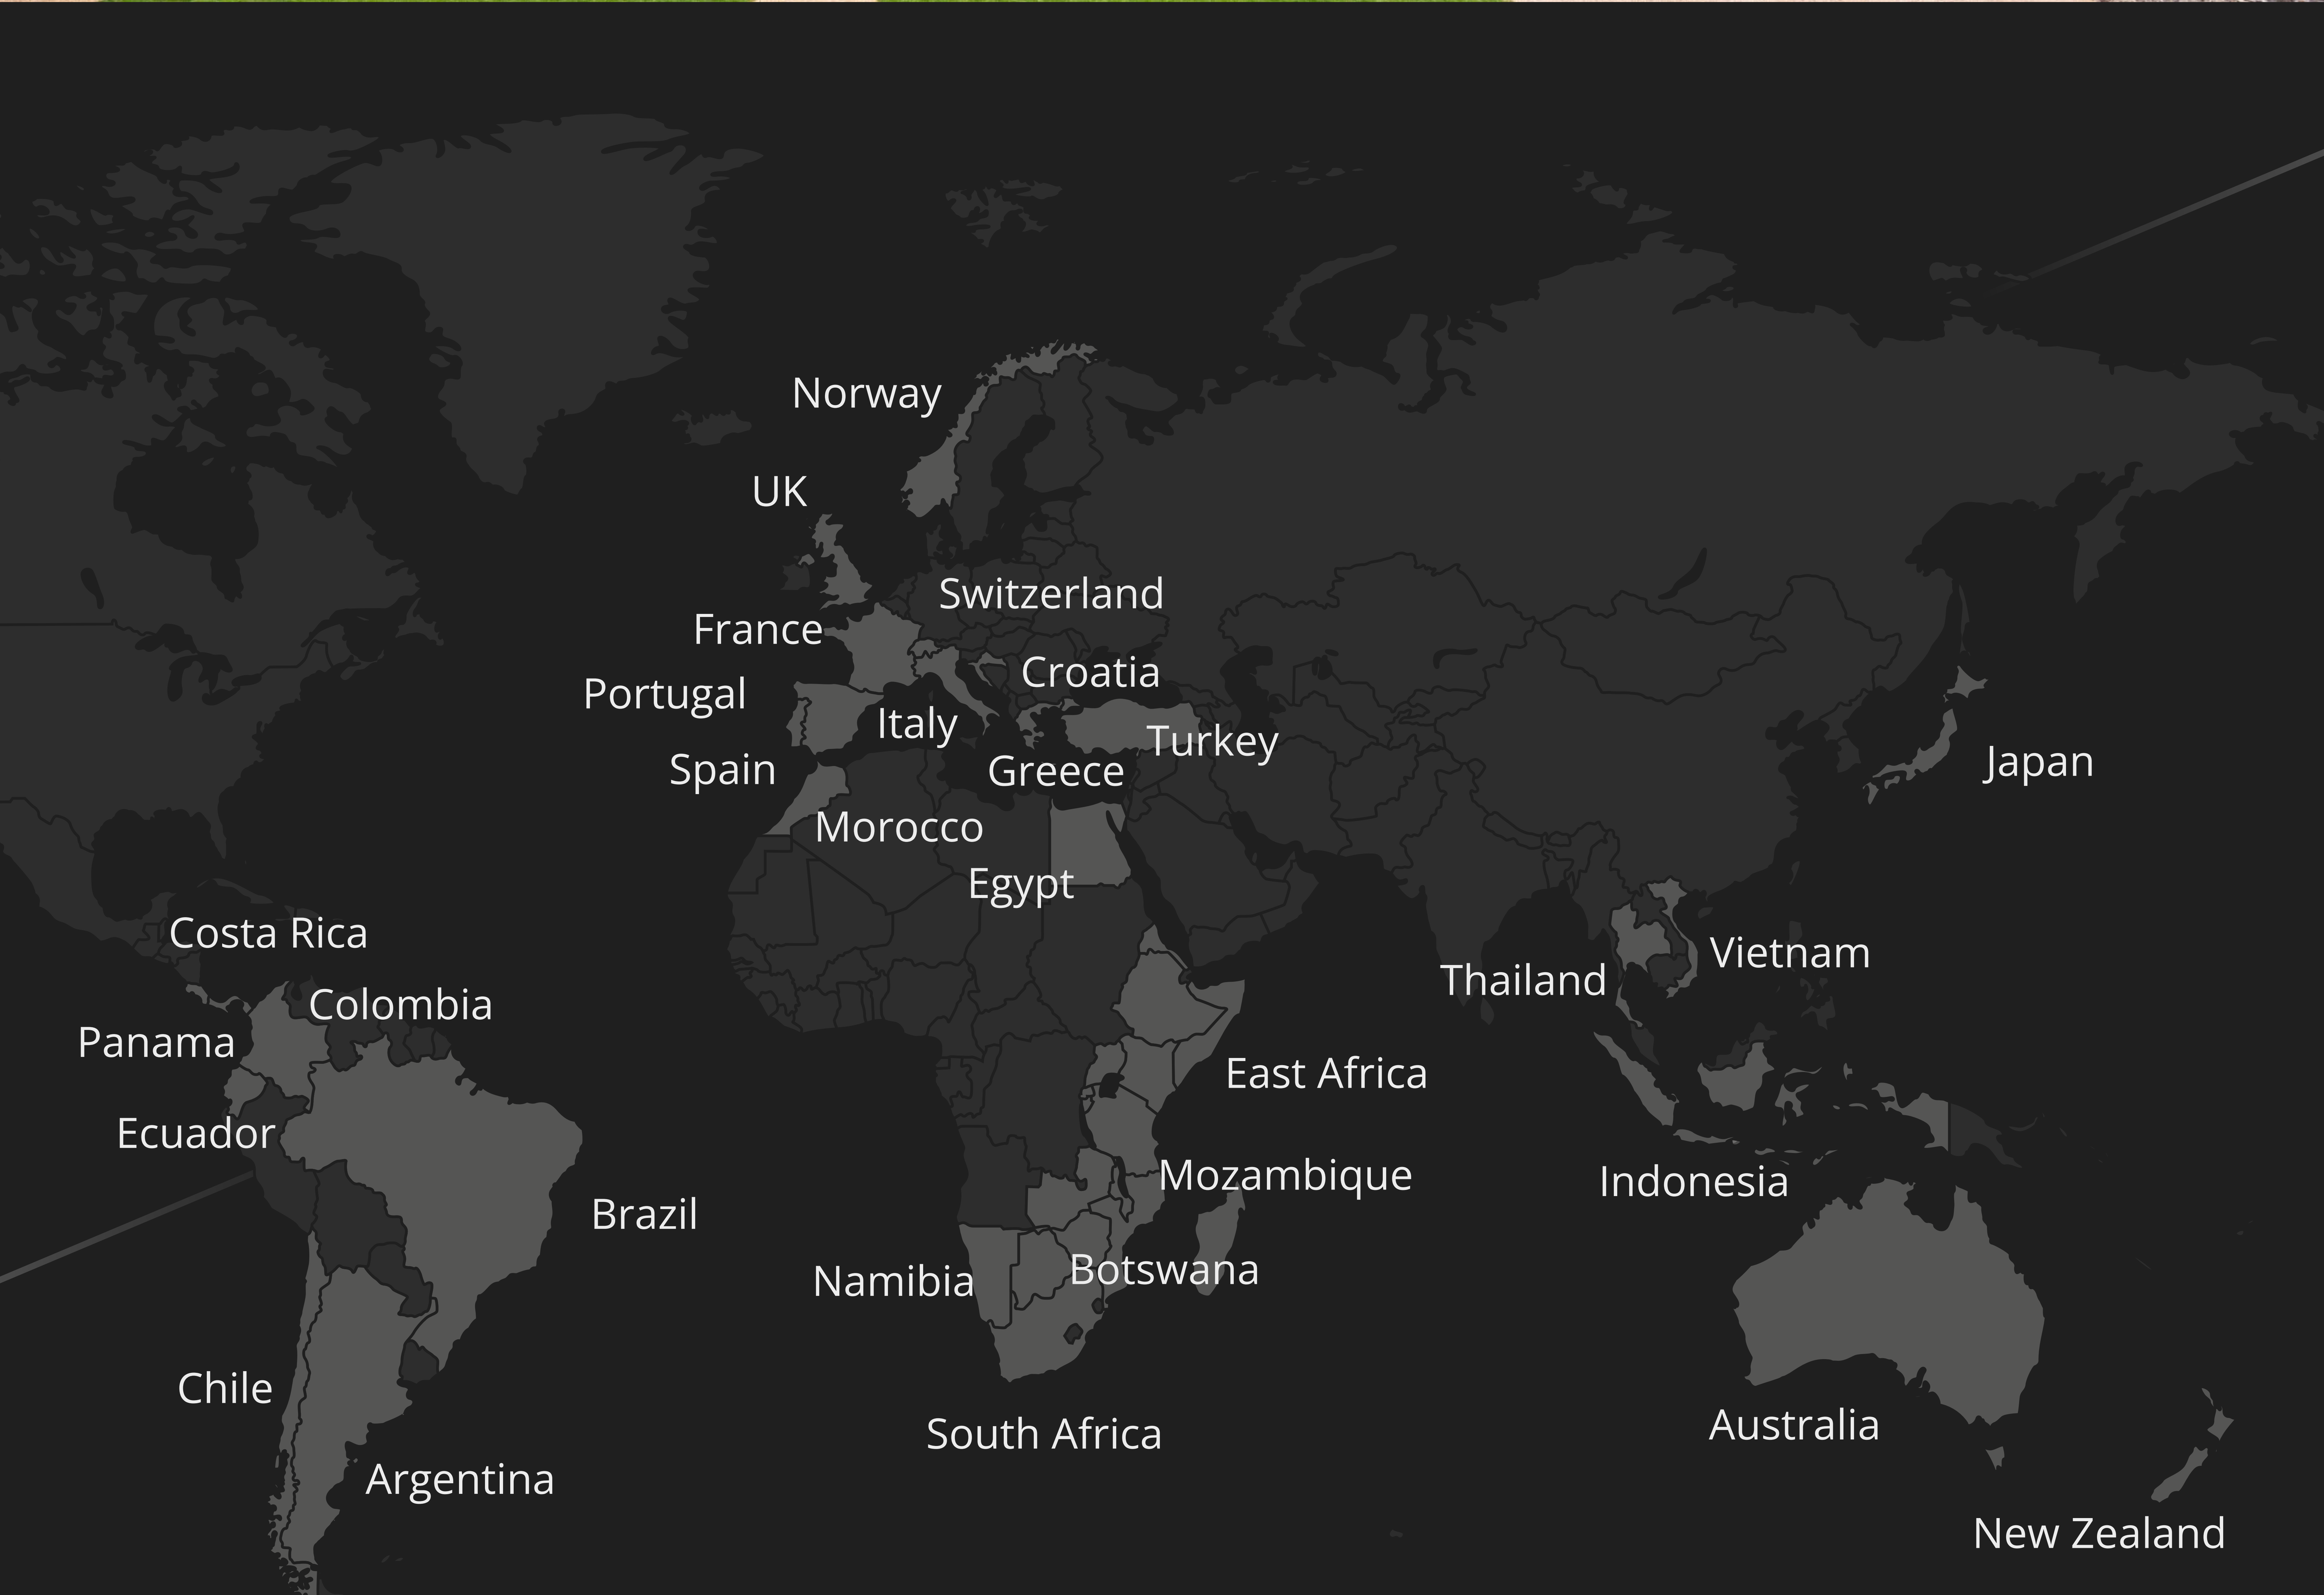 Norway
UK
Switzerland
France
Croatia
Portugal
Italy
Turkey
Spain
Greece
Japan
Morocco
Egypt
Costa Rica
Vietnam
Thailand
Colombia
Panama
East Africa
Ecuador
Mozambique
Indonesia
Brazil
Namibia
Botswana
Chile
South Africa
Australia
Argentina
New Zealand